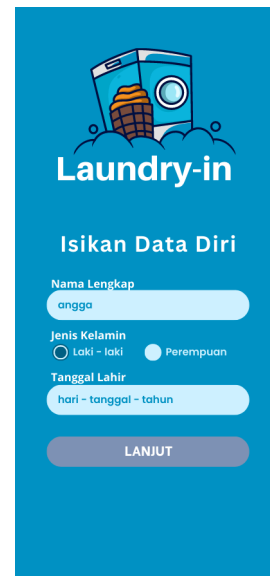 Laundry-in
Isikan Data Diri
Nama Lengkap
angga
Jenis Kelamin
Laki - laki Perempuan
Tanggal Lahir
hari - tanggal - tahun
LANJUT